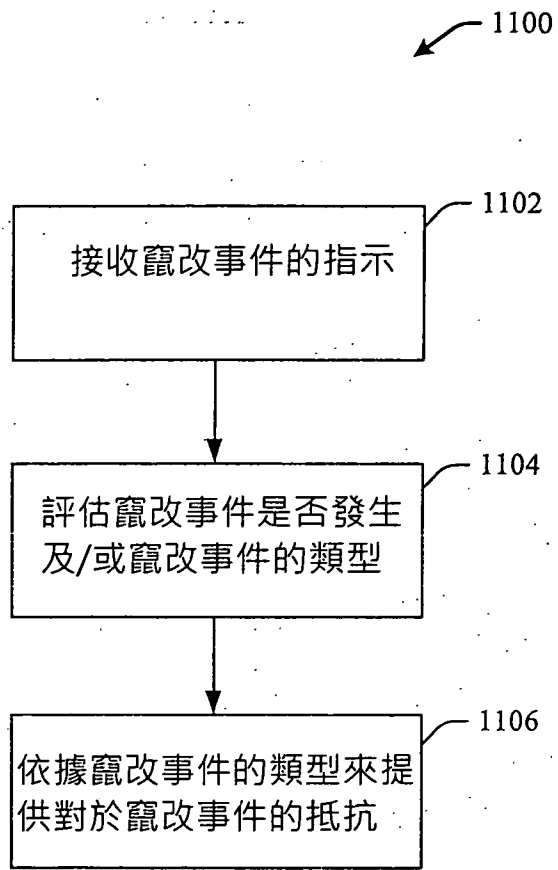 1100
1102
接收竄改事件的指示
1104
評估竄改事件是否發生
及/或竄改事件的類型
1106
依據竄改事件的類型來提
供對於竄改事件的抵抗